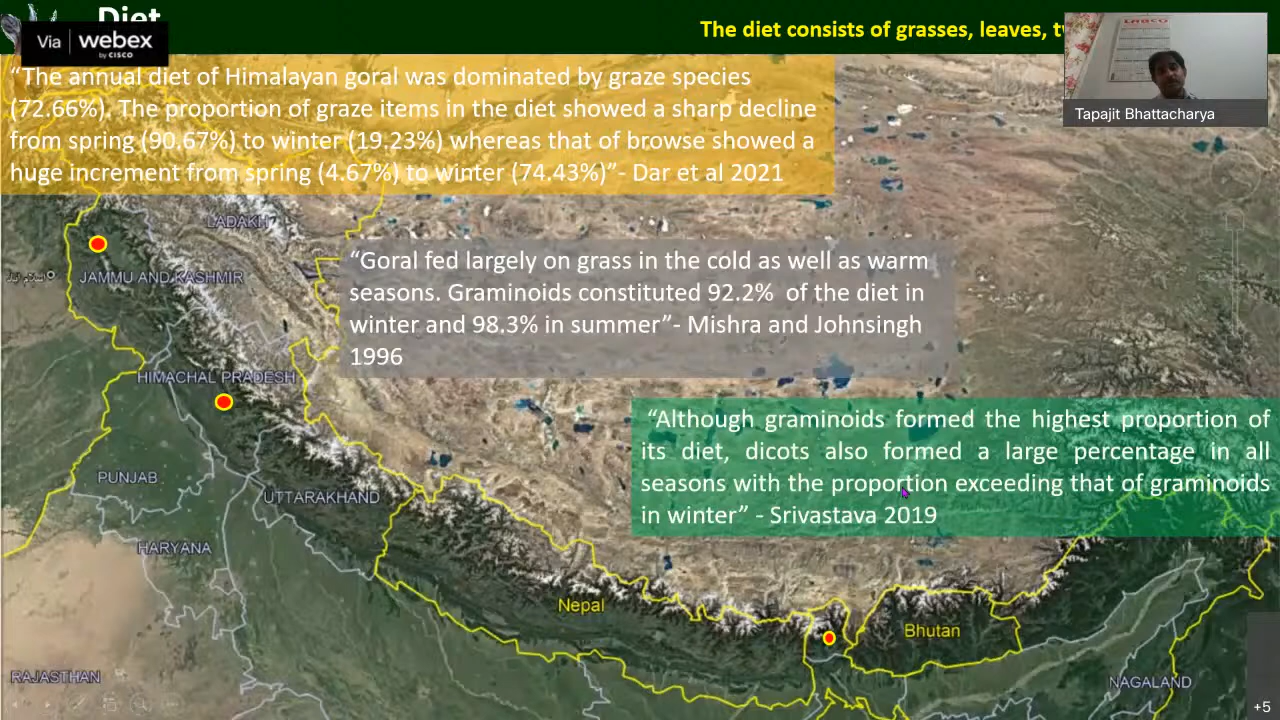 Diet
Via webex
by CISCO
The diet consists of grasses, leaves,
Tapajit Bhattacharya
“The annual diet of Himalayan goral was dominated by graze species
(72.66%). The proportion of graze items in the diet showed a sharp decline
from spring (90.67%) to winter (19.23%) whereas that of browse showed a
huge increment from spring (4.67%) to winter (74.43%)”- Dar et al 2021
LADAKH
JAMMU AND KASHMIR
“Goral fed largely on grass in the cold as well as warm
seasons. Graminoids constituted 92.2% of the diet in
winter and 98.3% in summer”- Mishra and Johnsingh
1996
HIMACHAL PRADESH
“Although graminoids formed the highest proportion of
its diet, dicots also formed a large percentage in all
seasons with the proportion exceeding that of graminoids
in winter” - Srivastava 2019
PUNJAB
UTTARAKHAND
HARYANA
Nepal
Bhutan
RAJASTHAN
NAGALAND
+5